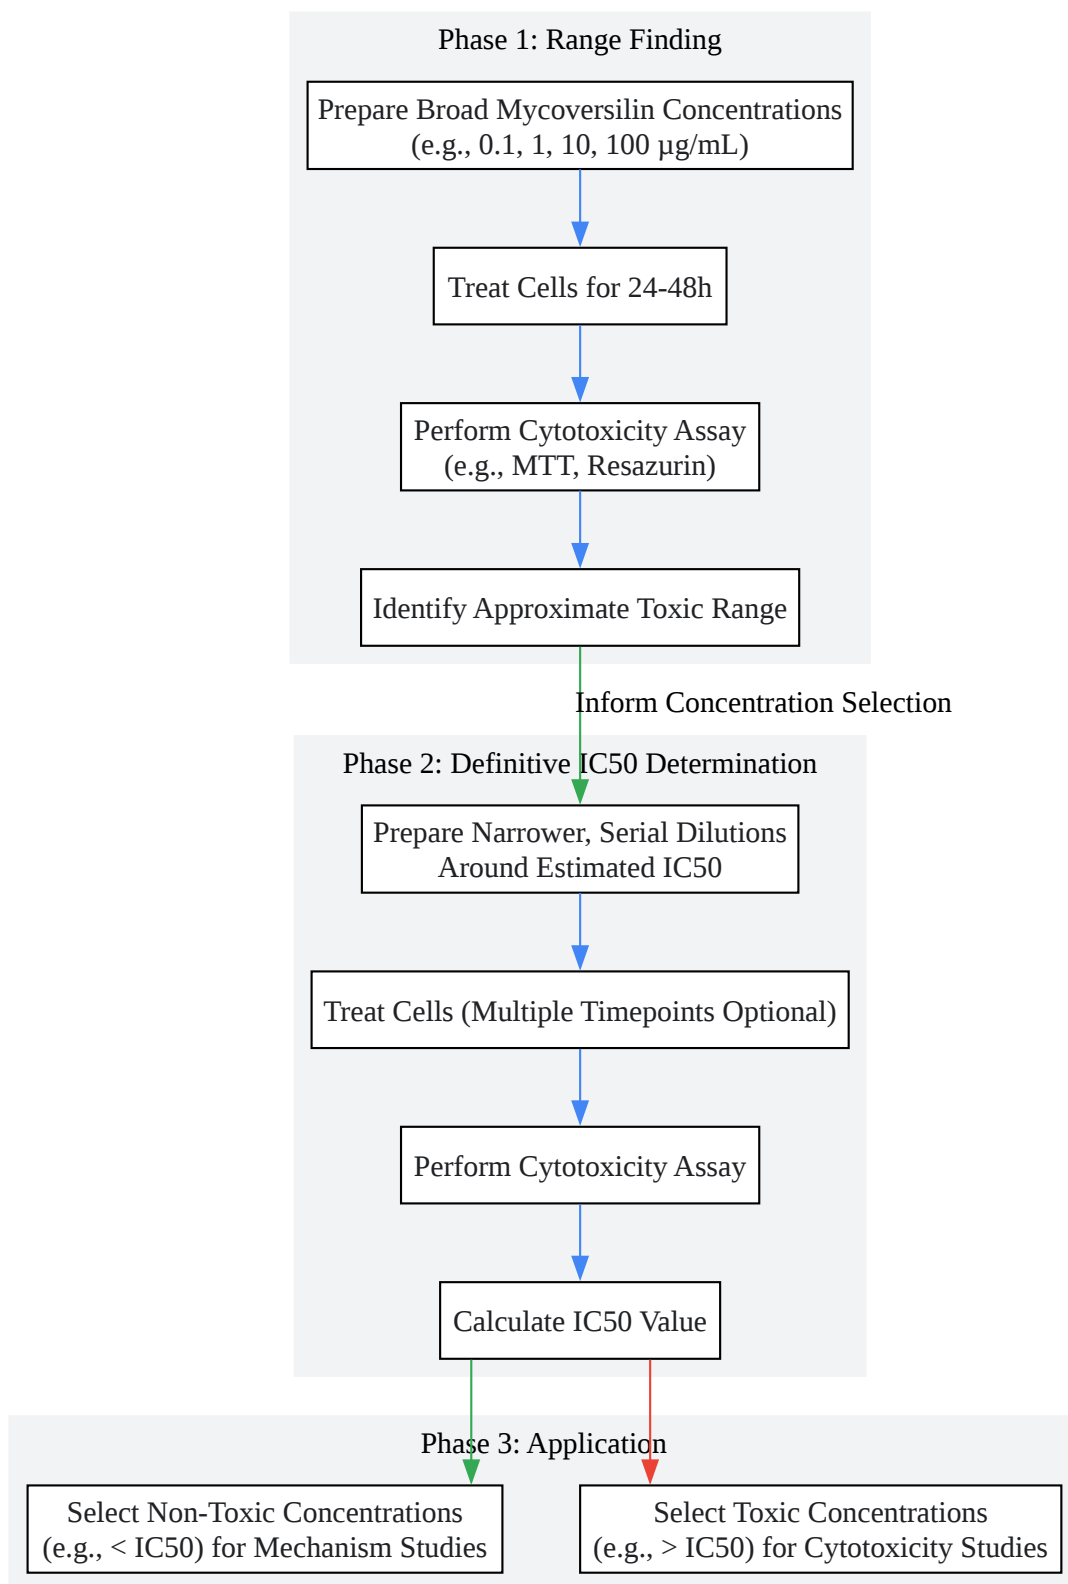 Phase 1: Range Finding
Prepare Broad Mycoversilin Concentrations
(e.g., 0.1, 1, 10, 100 µg/mL)
Treat Cells for 24-48h
Perform Cytotoxicity Assay
(e.g., MTT, Resazurin)
Identify Approximate Toxic Range
Inform Concentration Selection
Phase 2: Definitive IC50 Determination
Prepare Narrower, Serial Dilutions
Around Estimated IC50
Treat Cells (Multiple Timepoints Optional)
Perform Cytotoxicity Assay
Calculate IC50 Value
Phase 3: Application
Select Non-Toxic Concentrations
(e.g., < IC50) for Mechanism Studies
Select Toxic Concentrations
(e.g., > IC50) for Cytotoxicity Studies